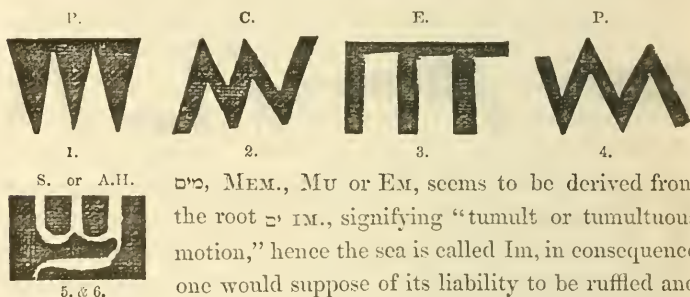 P. C. E. P.
1. 2. 3. 4.
S. or A.H.
5. & 6.
מים, MEM., MU or EM, seems to be derived from
the root ים IM., signifying “tumult or tumultuou
motion,” hence the sea is called Im, in consequence
one would suppose of its liability to be ruffled and